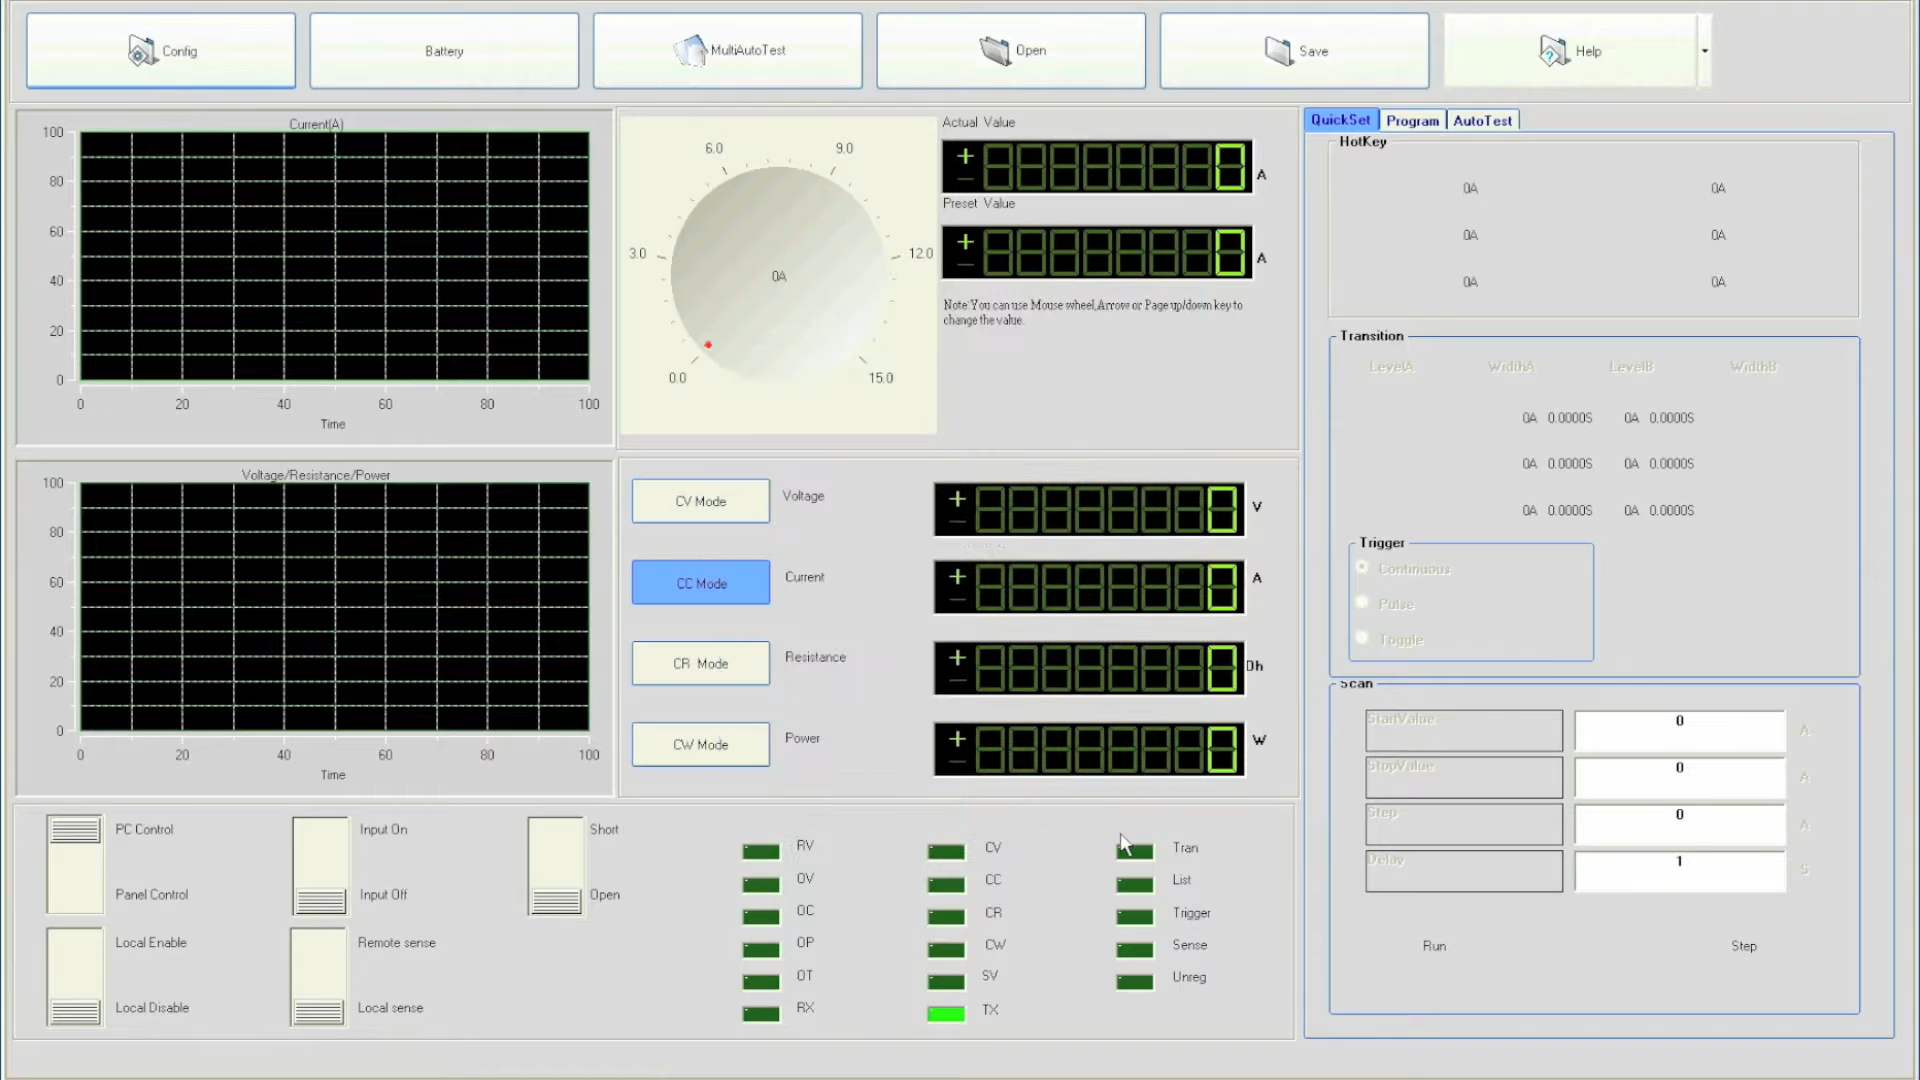 Config
Battery
MultiAutoTest
Open
Save
Help
Current(A)
100
80
60
40
20
0
0 20 40 60 80 100
Time
6.0 9.0
3.0 12.0
0A
0.0 15.0
Actual Value
+ 0 A
Preset Value
+ 0 A
Note:You can use Mouse wheel,Arrow or Page up/down key to
change the value.
QuickSet Program AutoTest
HotKey
0A 0A
0A 0A
0A 0A
Transition
LevelA WidthA LevelB WidthB
0A 0.0000S 0A 0.0000S
0A 0.0000S 0A 0.0000S
0A 0.0000S 0A 0.0000S
Trigger
Continuous
Pulse
Toggle
Scan
StartValue 0 A
StopValue 0 A
Step 0 A
Delay 1 S
Run Step
Voltage/Resistance/Power
100
80
60
40
20
0
0 20 40 60 80 100
Time
CV Mode Voltage + 0 V
CC Mode Current + 0 A
CR Mode Resistance + 0 Oh
CW Mode Power + 0 W
PC Control
Panel Control
Input On
Input Off
Short
Open
Local Enable
Local Disable
Remote sense
Local sense
RV CV Tran
OV CC List
OC CR Trigger
OP CW Sense
OT SV Unreg
RX TX